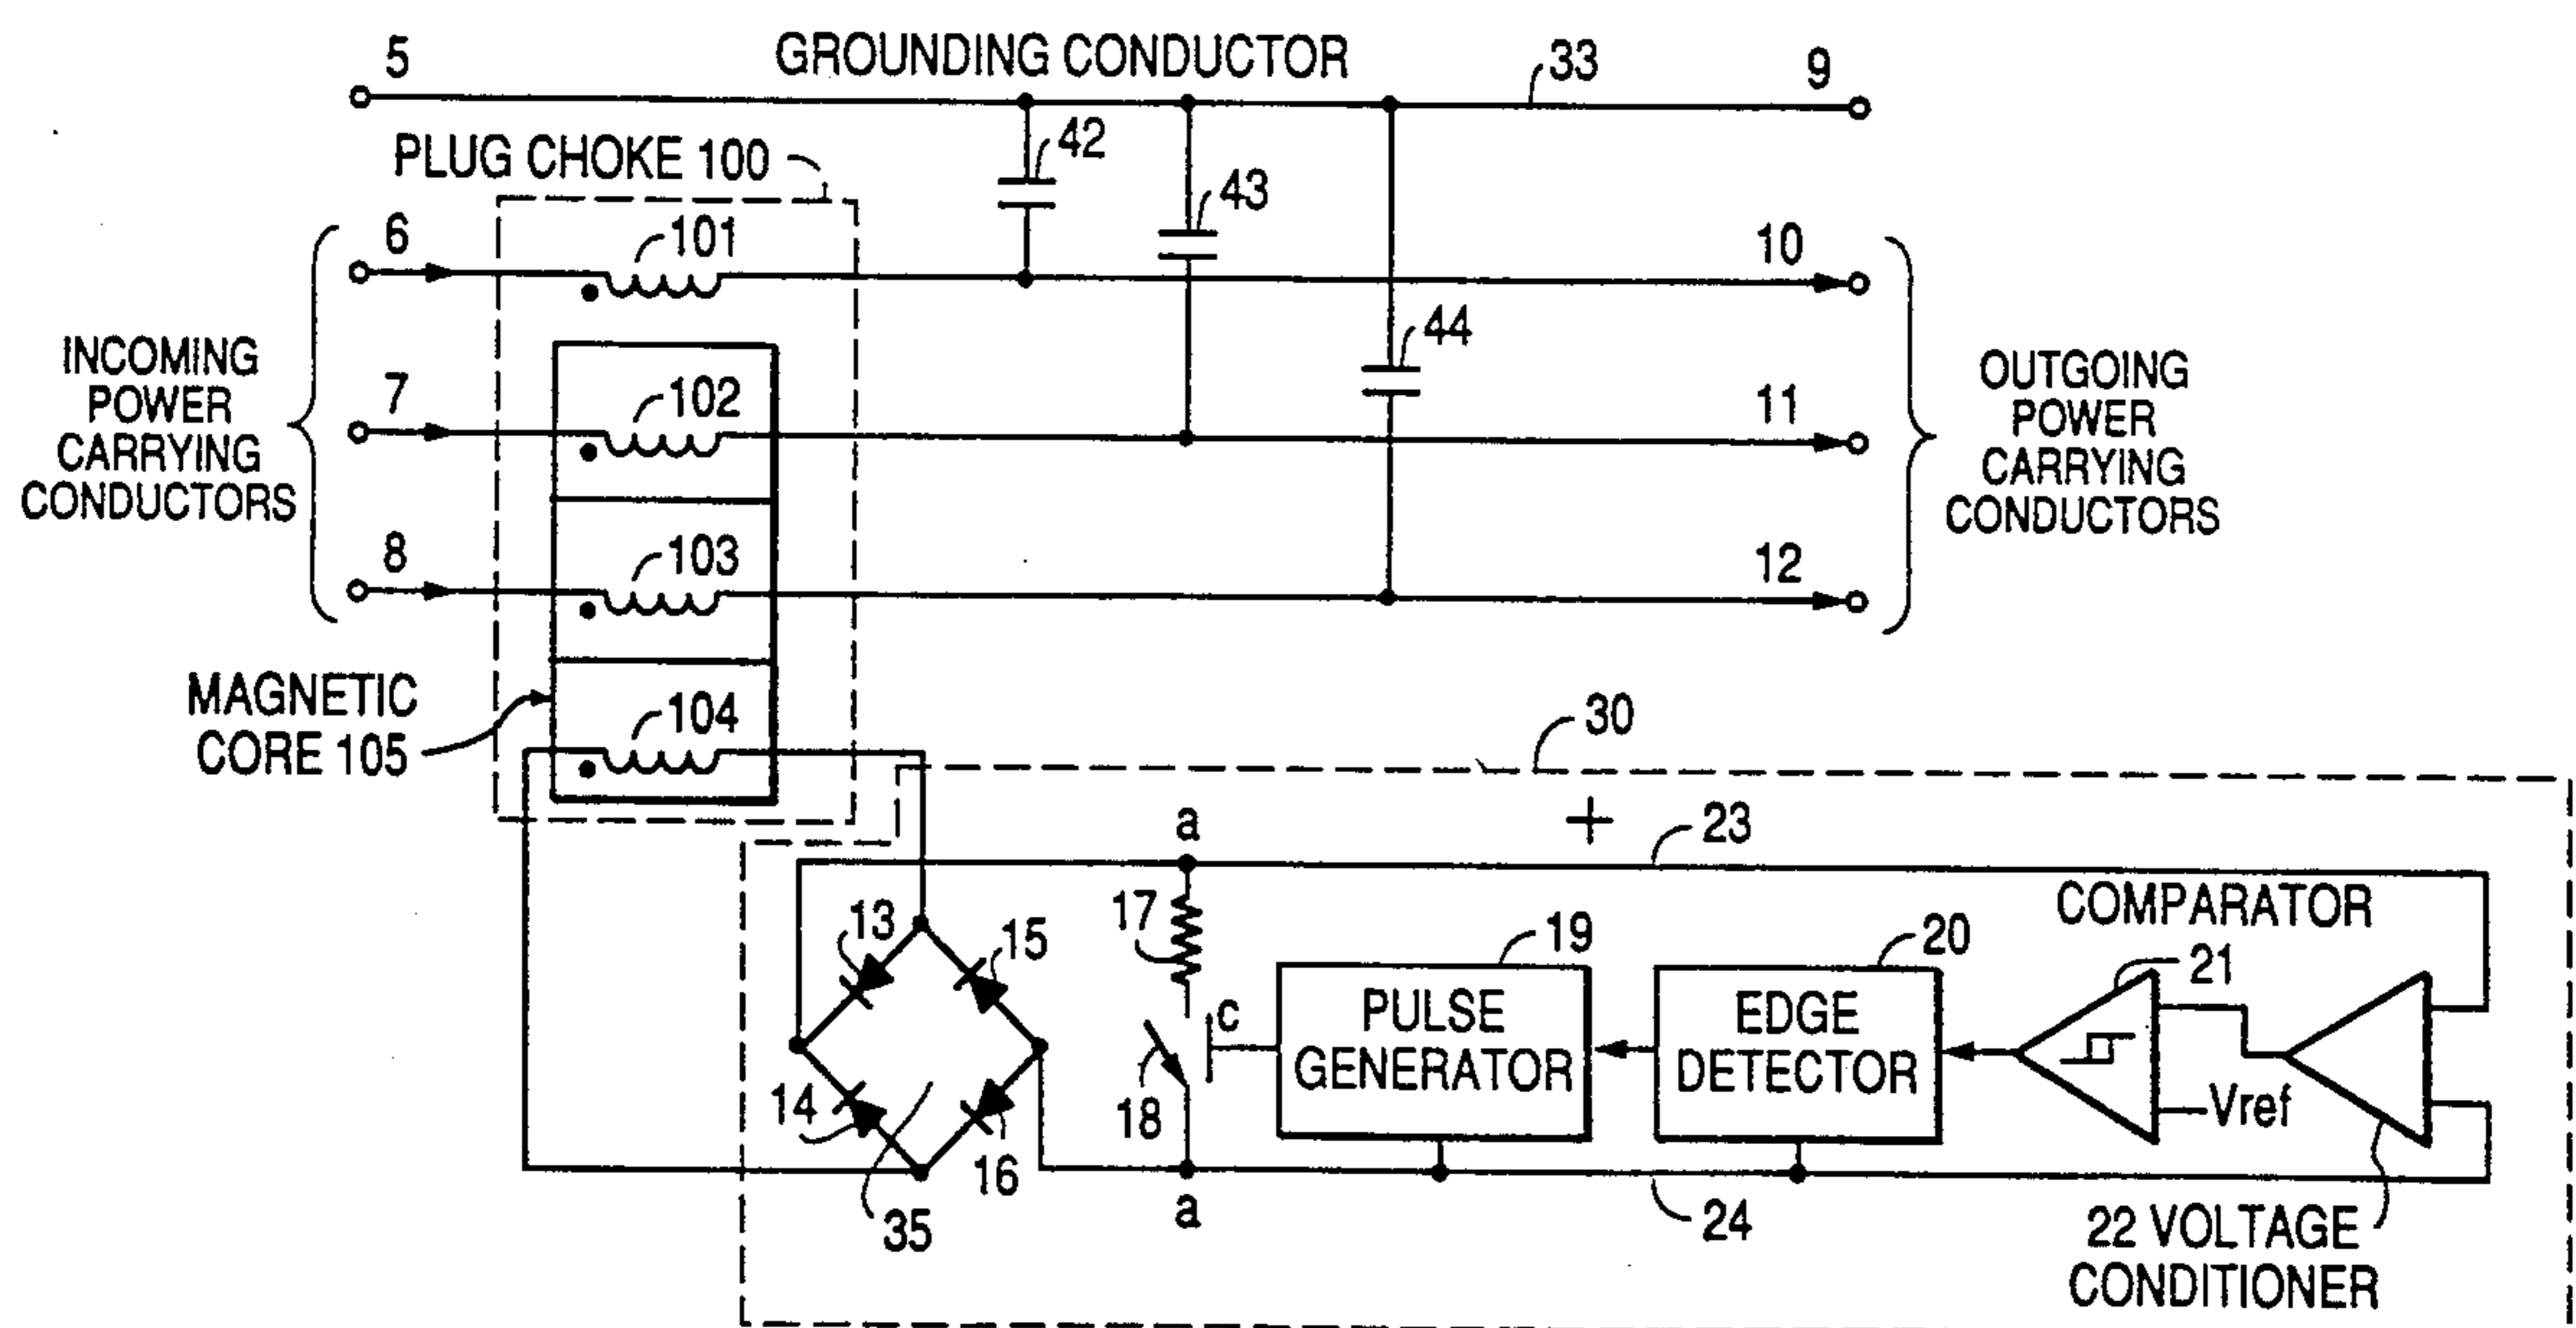 5
GROUNDING CONDUCTOR
33
9
PLUG CHOKE 100
42
43
6
101
10
44
INCOMING
POWER
CARRYING
CONDUCTORS
7
102
11
OUTGOING
POWER
CARRYING
CONDUCTORS
8
103
12
MAGNETIC
CORE 105
104
30
a
+
23
COMPARATOR
13
15
17
19
20
21
c
PULSE
GENERATOR
EDGE
DETECTOR
Vref
14
18
16
35
a
24
22 VOLTAGE
CONDITIONER